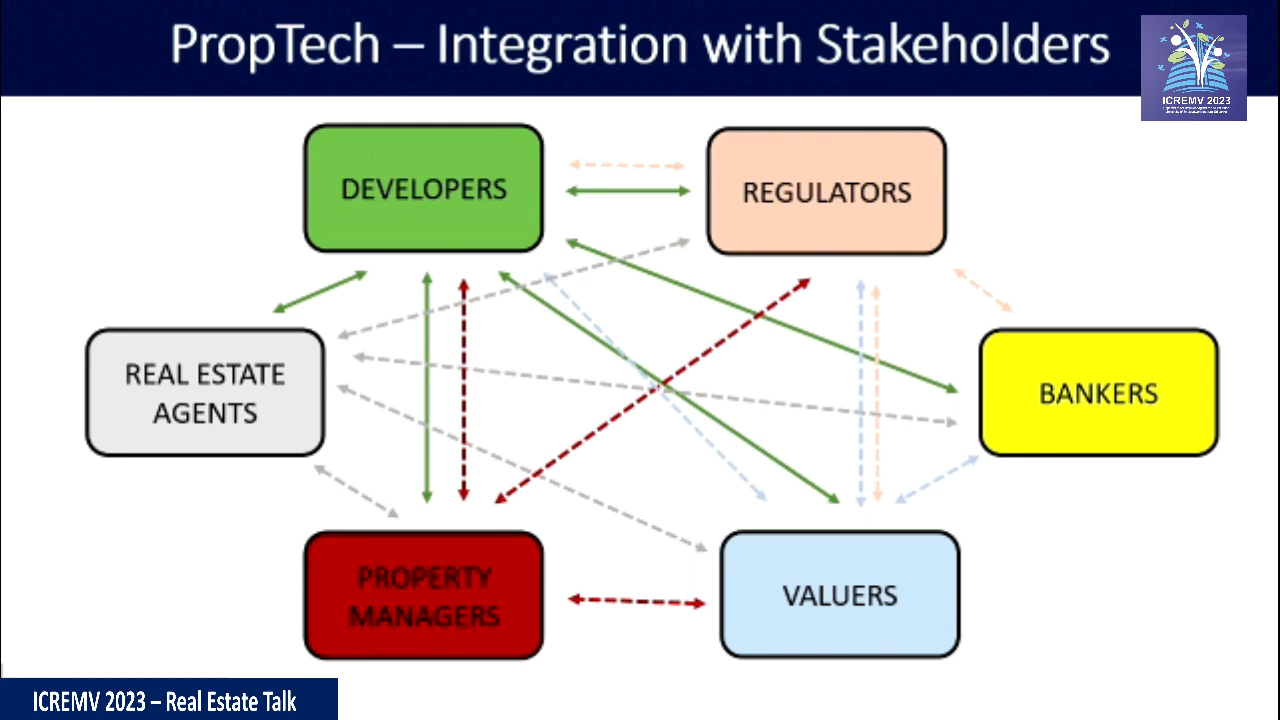 PropTech – Integration with Stakeholders
ICREMV 2023
DEVELOPERS
REGULATORS
REAL ESTATE
AGENTS
BANKERS
PROPERTY
MANAGERS
VALUERS
ICREMV 2023 – Real Estate Talk